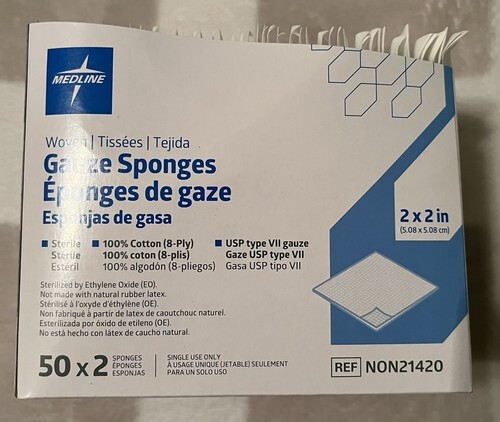 MEDLINE
Woven | Tissées | Tejida
Gauze Sponges
Éponges de gaze
Esponjas de gasa
2 x 2 in
(5.08 x 5.08 cm)
Sterile 100% Cotton (8-Ply) USP type VII gauze
Stérile 100% coton (8-plis) Gaze USP type VII
Estéril 100% algodón (8-pliegos) Gasa USP tipo VII
Sterilized by Ethylene Oxide (EO).
Not made with natural rubber latex.
Stérilisé à l'oxyde d'éthylène (OE).
Non fabriqué à partir de latex de caoutchouc naturel.
Esterilizada por óxido de etileno (OE).
No está hecho con látex de caucho natural.
50 x 2 SPONGES
ÉPONGES
ESPONJAS
SINGLE USE ONLY
À USAGE UNIQUE (JETABLE) SEULEMENT
PARA UN SOLO USO
REF NON21420